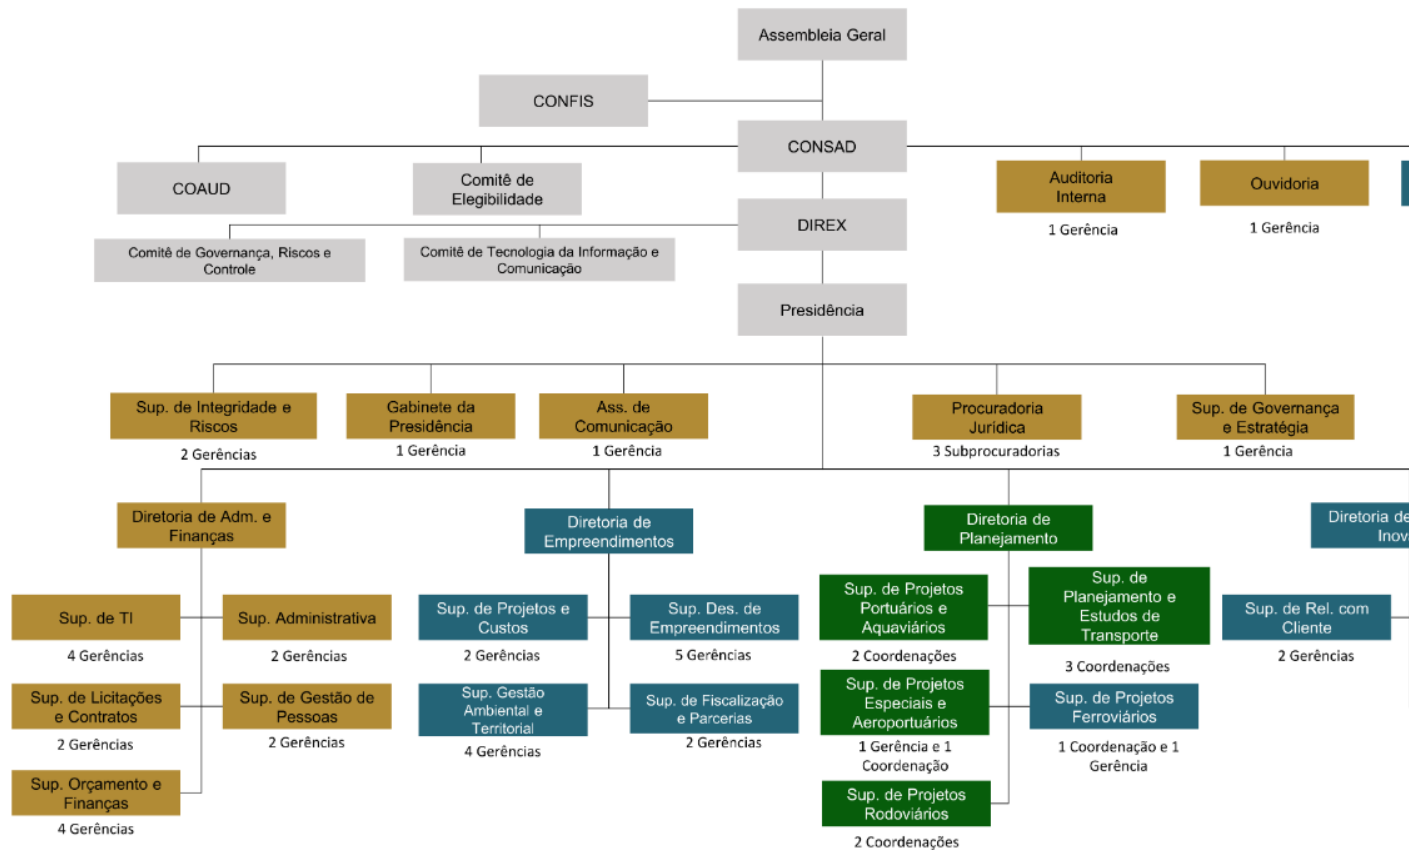 Assembleia Geral
CONFIS
CONSAD
COAUD
Comitê de
Elegibilidade
Auditoria
Interna
1 Gerência
Ouvidoria
1 Gerência
DIREX
Comitê de Governança, Riscos e
Controle
Comitê de Tecnologia da Informação e
Comunicação
Presidência
Sup. de Integridade e
Riscos
2 Gerências
Gabinete da
Presidência
1 Gerência
Ass. de
Comunicação
1 Gerência
Procuradoria
Jurídica
3 Subprocuradorias
Sup. de Governança
e Estratégia
1 Gerência
Diretoria de Adm. e
Finanças
Diretoria de
Empreendimentos
Diretoria de
Planejamento
Diretoria de
Inov
Sup. de TI
4 Gerências
Sup. Administrativa
2 Gerências
Sup. de Licitações
e Contratos
2 Gerências
Sup. de Gestão de
Pessoas
2 Gerências
Sup. Orçamento e
Finanças
4 Gerências
Sup. de Projetos e
Custos
2 Gerências
Sup. Des. de
Empreendimentos
5 Gerências
Sup. Gestão
Ambiental e
Territorial
4 Gerências
Sup. de Fiscalização
e Parcerias
2 Gerências
Sup. de Projetos
Portuários e
Aquaviários
2 Coordenações
Sup. de
Planejamento e
Estudos de
Transporte
3 Coordenações
Sup. de Projetos
Especiais e
Aeroportuários
1 Gerência e 1
Coordenação
Sup. de Projetos
Ferroviários
1 Coordenação e 1
Gerência
Sup. de Projetos
Rodoviários
2 Coordenações
Sup. de Rel. com
Cliente
2 Gerências